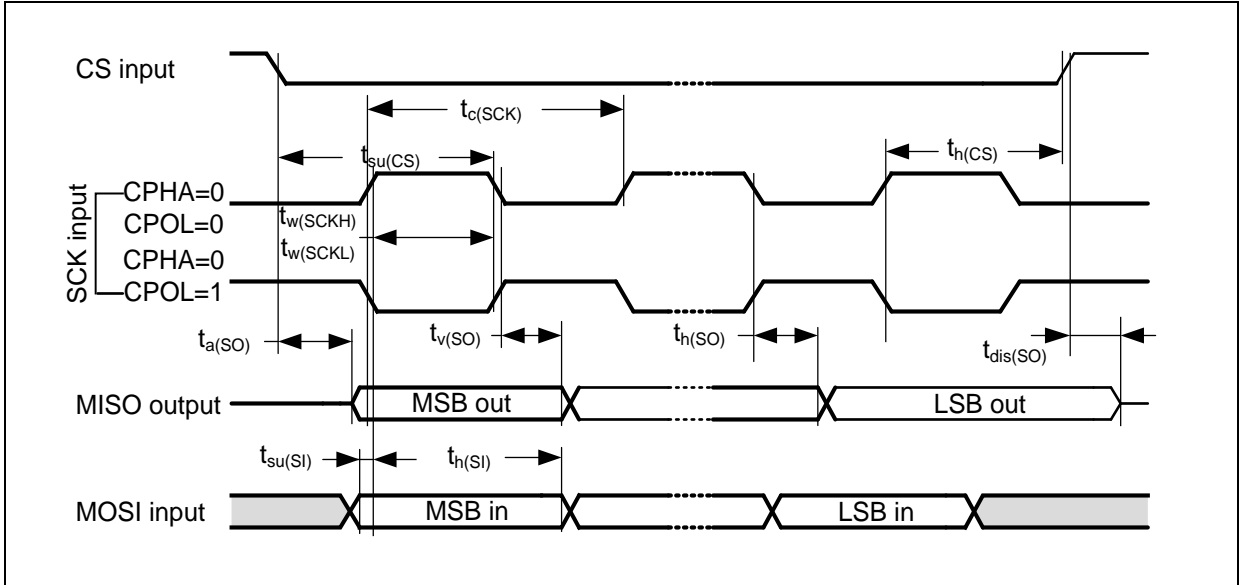 CS input
tc(SCK)
tsu(CS)
th(CS)
SCK input
CPHA=0
CPOL=0
tw(SCKH)
tw(SCKL)
CPHA=0
CPOL=1
ta(SO)
tv(SO)
th(SO)
tdis(SO)
MISO output
MSB out
LSB out
tsu(SI)
th(SI)
MOSI input
MSB in
LSB in